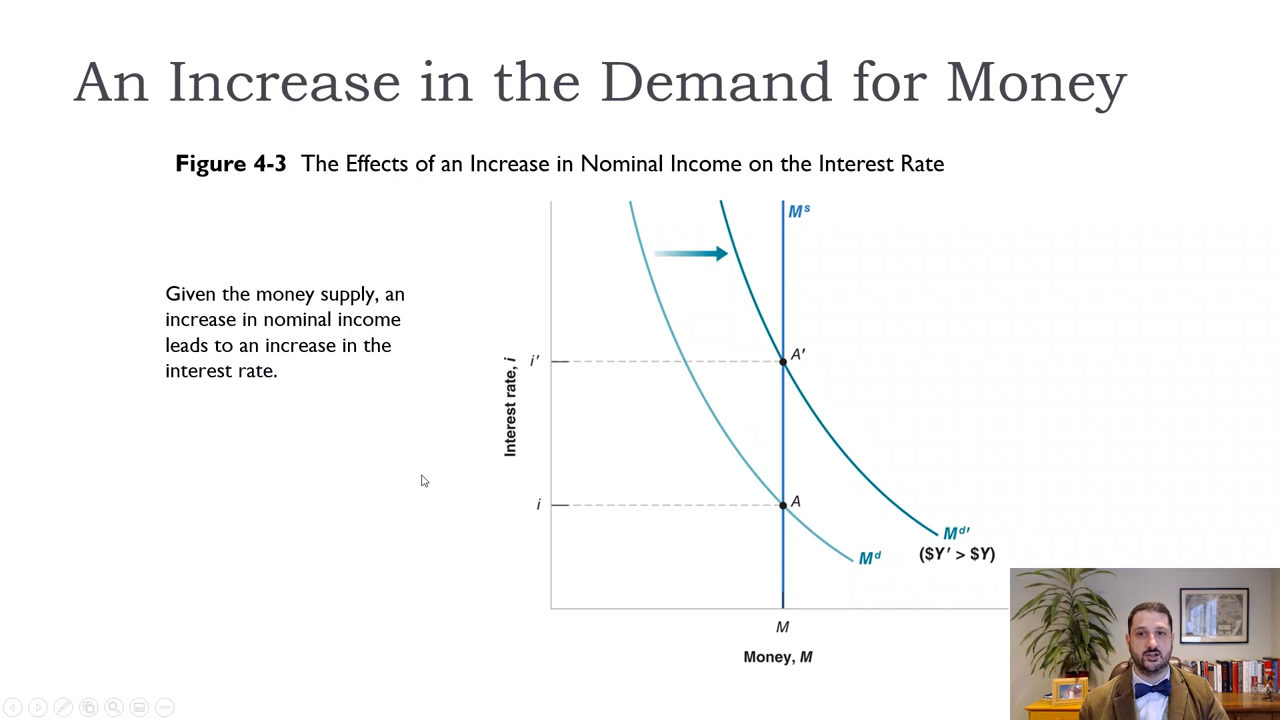 An Increase in the Demand for Money
Figure 4-3 The Effects of an Increase in Nominal Income on the Interest Rate
Given the money supply, an
increase in nominal income
leads to an increase in the
interest rate.
Mˢ
Interest rate, i
i′
A′
i
A
Mᵈ′
($Y′ > $Y)
Mᵈ
M
Money, M